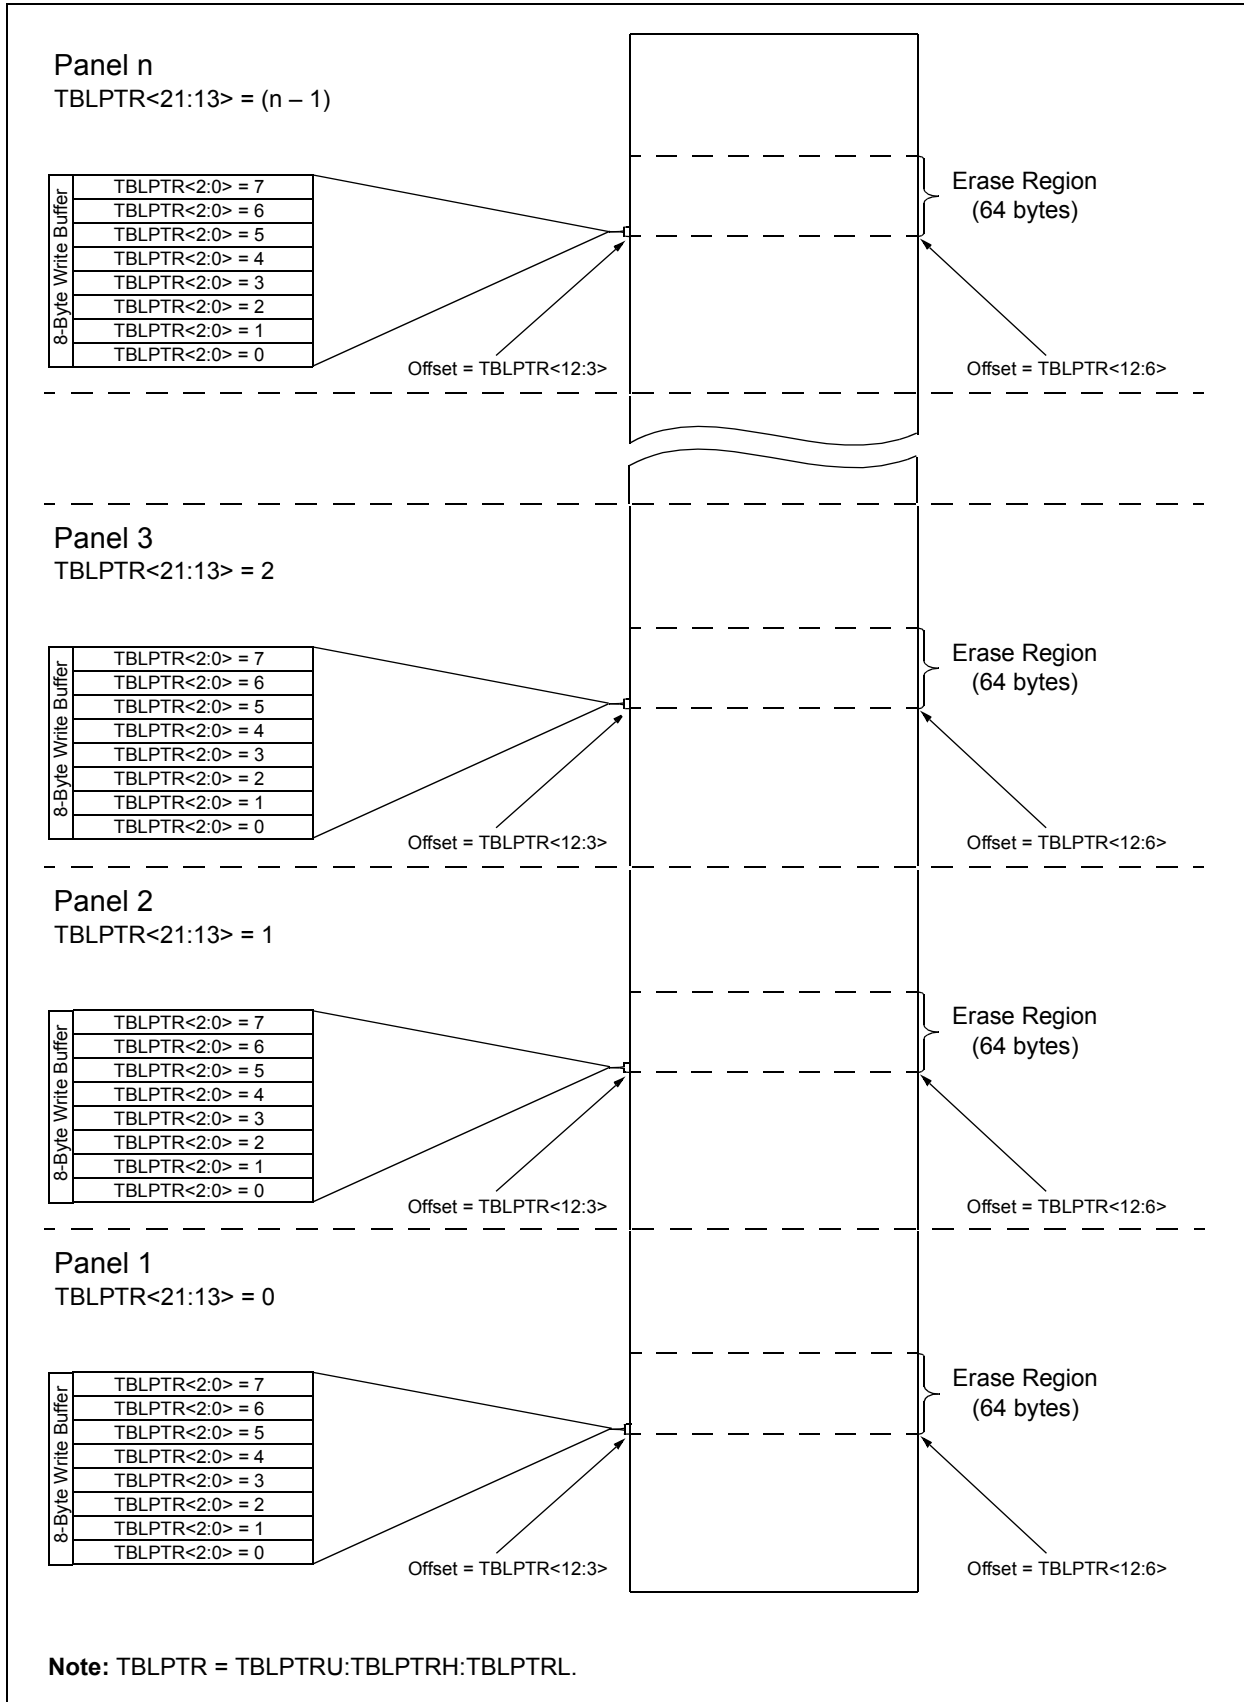 Panel n
TBLPTR<21:13> = (n – 1)
8-Byte Write Buffer
TBLPTR<2:0> = 7
TBLPTR<2:0> = 6
TBLPTR<2:0> = 5
TBLPTR<2:0> = 4
TBLPTR<2:0> = 3
TBLPTR<2:0> = 2
TBLPTR<2:0> = 1
TBLPTR<2:0> = 0
Offset = TBLPTR<12:3>
Erase Region
(64 bytes)
Offset = TBLPTR<12:6>
Panel 3
TBLPTR<21:13> = 2
8-Byte Write Buffer
TBLPTR<2:0> = 7
TBLPTR<2:0> = 6
TBLPTR<2:0> = 5
TBLPTR<2:0> = 4
TBLPTR<2:0> = 3
TBLPTR<2:0> = 2
TBLPTR<2:0> = 1
TBLPTR<2:0> = 0
Offset = TBLPTR<12:3>
Erase Region
(64 bytes)
Offset = TBLPTR<12:6>
Panel 2
TBLPTR<21:13> = 1
8-Byte Write Buffer
TBLPTR<2:0> = 7
TBLPTR<2:0> = 6
TBLPTR<2:0> = 5
TBLPTR<2:0> = 4
TBLPTR<2:0> = 3
TBLPTR<2:0> = 2
TBLPTR<2:0> = 1
TBLPTR<2:0> = 0
Offset = TBLPTR<12:3>
Erase Region
(64 bytes)
Offset = TBLPTR<12:6>
Panel 1
TBLPTR<21:13> = 0
8-Byte Write Buffer
TBLPTR<2:0> = 7
TBLPTR<2:0> = 6
TBLPTR<2:0> = 5
TBLPTR<2:0> = 4
TBLPTR<2:0> = 3
TBLPTR<2:0> = 2
TBLPTR<2:0> = 1
TBLPTR<2:0> = 0
Offset = TBLPTR<12:3>
Erase Region
(64 bytes)
Offset = TBLPTR<12:6>
Note: TBLPTR = TBLPTRU:TBLPTRH:TBLPTRL.